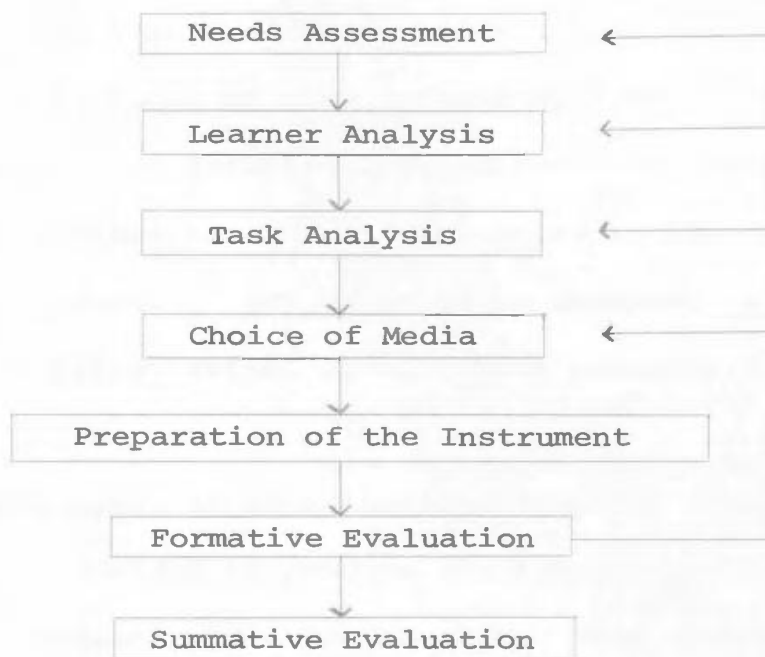 Needs Assessment
Learner Analysis
Task Analysis
Choice of Media
Preparation of the Instrument
Formative Evaluation
Summative Evaluation